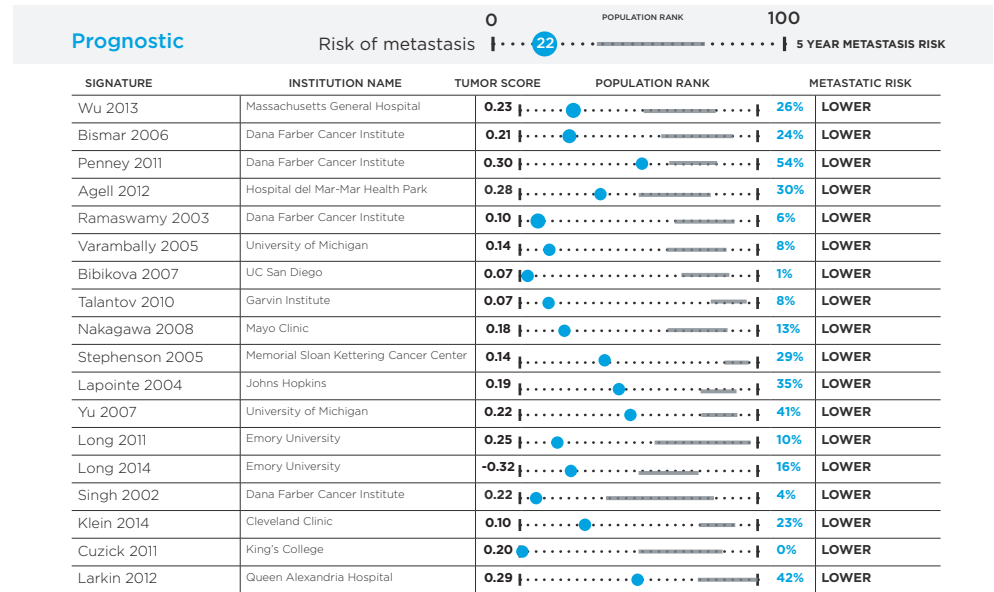 0 POPULATION RANK 100
Prognostic Risk of metastasis 22 5 YEAR METASTASIS RISK
SIGNATURE INSTITUTION NAME TUMOR SCORE POPULATION RANK METASTATIC RISK
Wu 2013 Massachusetts General Hospital 0.23 26% LOWER
Bismar 2006 Dana Farber Cancer Institute 0.21 24% LOWER
Penney 2011 Dana Farber Cancer Institute 0.30 54% LOWER
Agell 2012 Hospital del Mar-Mar Health Park 0.28 30% LOWER
Ramaswamy 2003 Dana Farber Cancer Institute 0.10 6% LOWER
Varambally 2005 University of Michigan 0.14 8% LOWER
Bibikova 2007 UC San Diego 0.07 1% LOWER
Talantov 2010 Garvin Institute 0.07 8% LOWER
Nakagawa 2008 Mayo Clinic 0.18 13% LOWER
Stephenson 2005 Memorial Sloan Kettering Cancer Center 0.14 29% LOWER
Lapointe 2004 Johns Hopkins 0.19 35% LOWER
Yu 2007 University of Michigan 0.22 41% LOWER
Long 2011 Emory University 0.25 10% LOWER
Long 2014 Emory University -0.32 16% LOWER
Singh 2002 Dana Farber Cancer Institute 0.22 4% LOWER
Klein 2014 Cleveland Clinic 0.10 23% LOWER
Cuzick 2011 King's College 0.20 0% LOWER
Larkin 2012 Queen Alexandria Hospital 0.29 42% LOWER